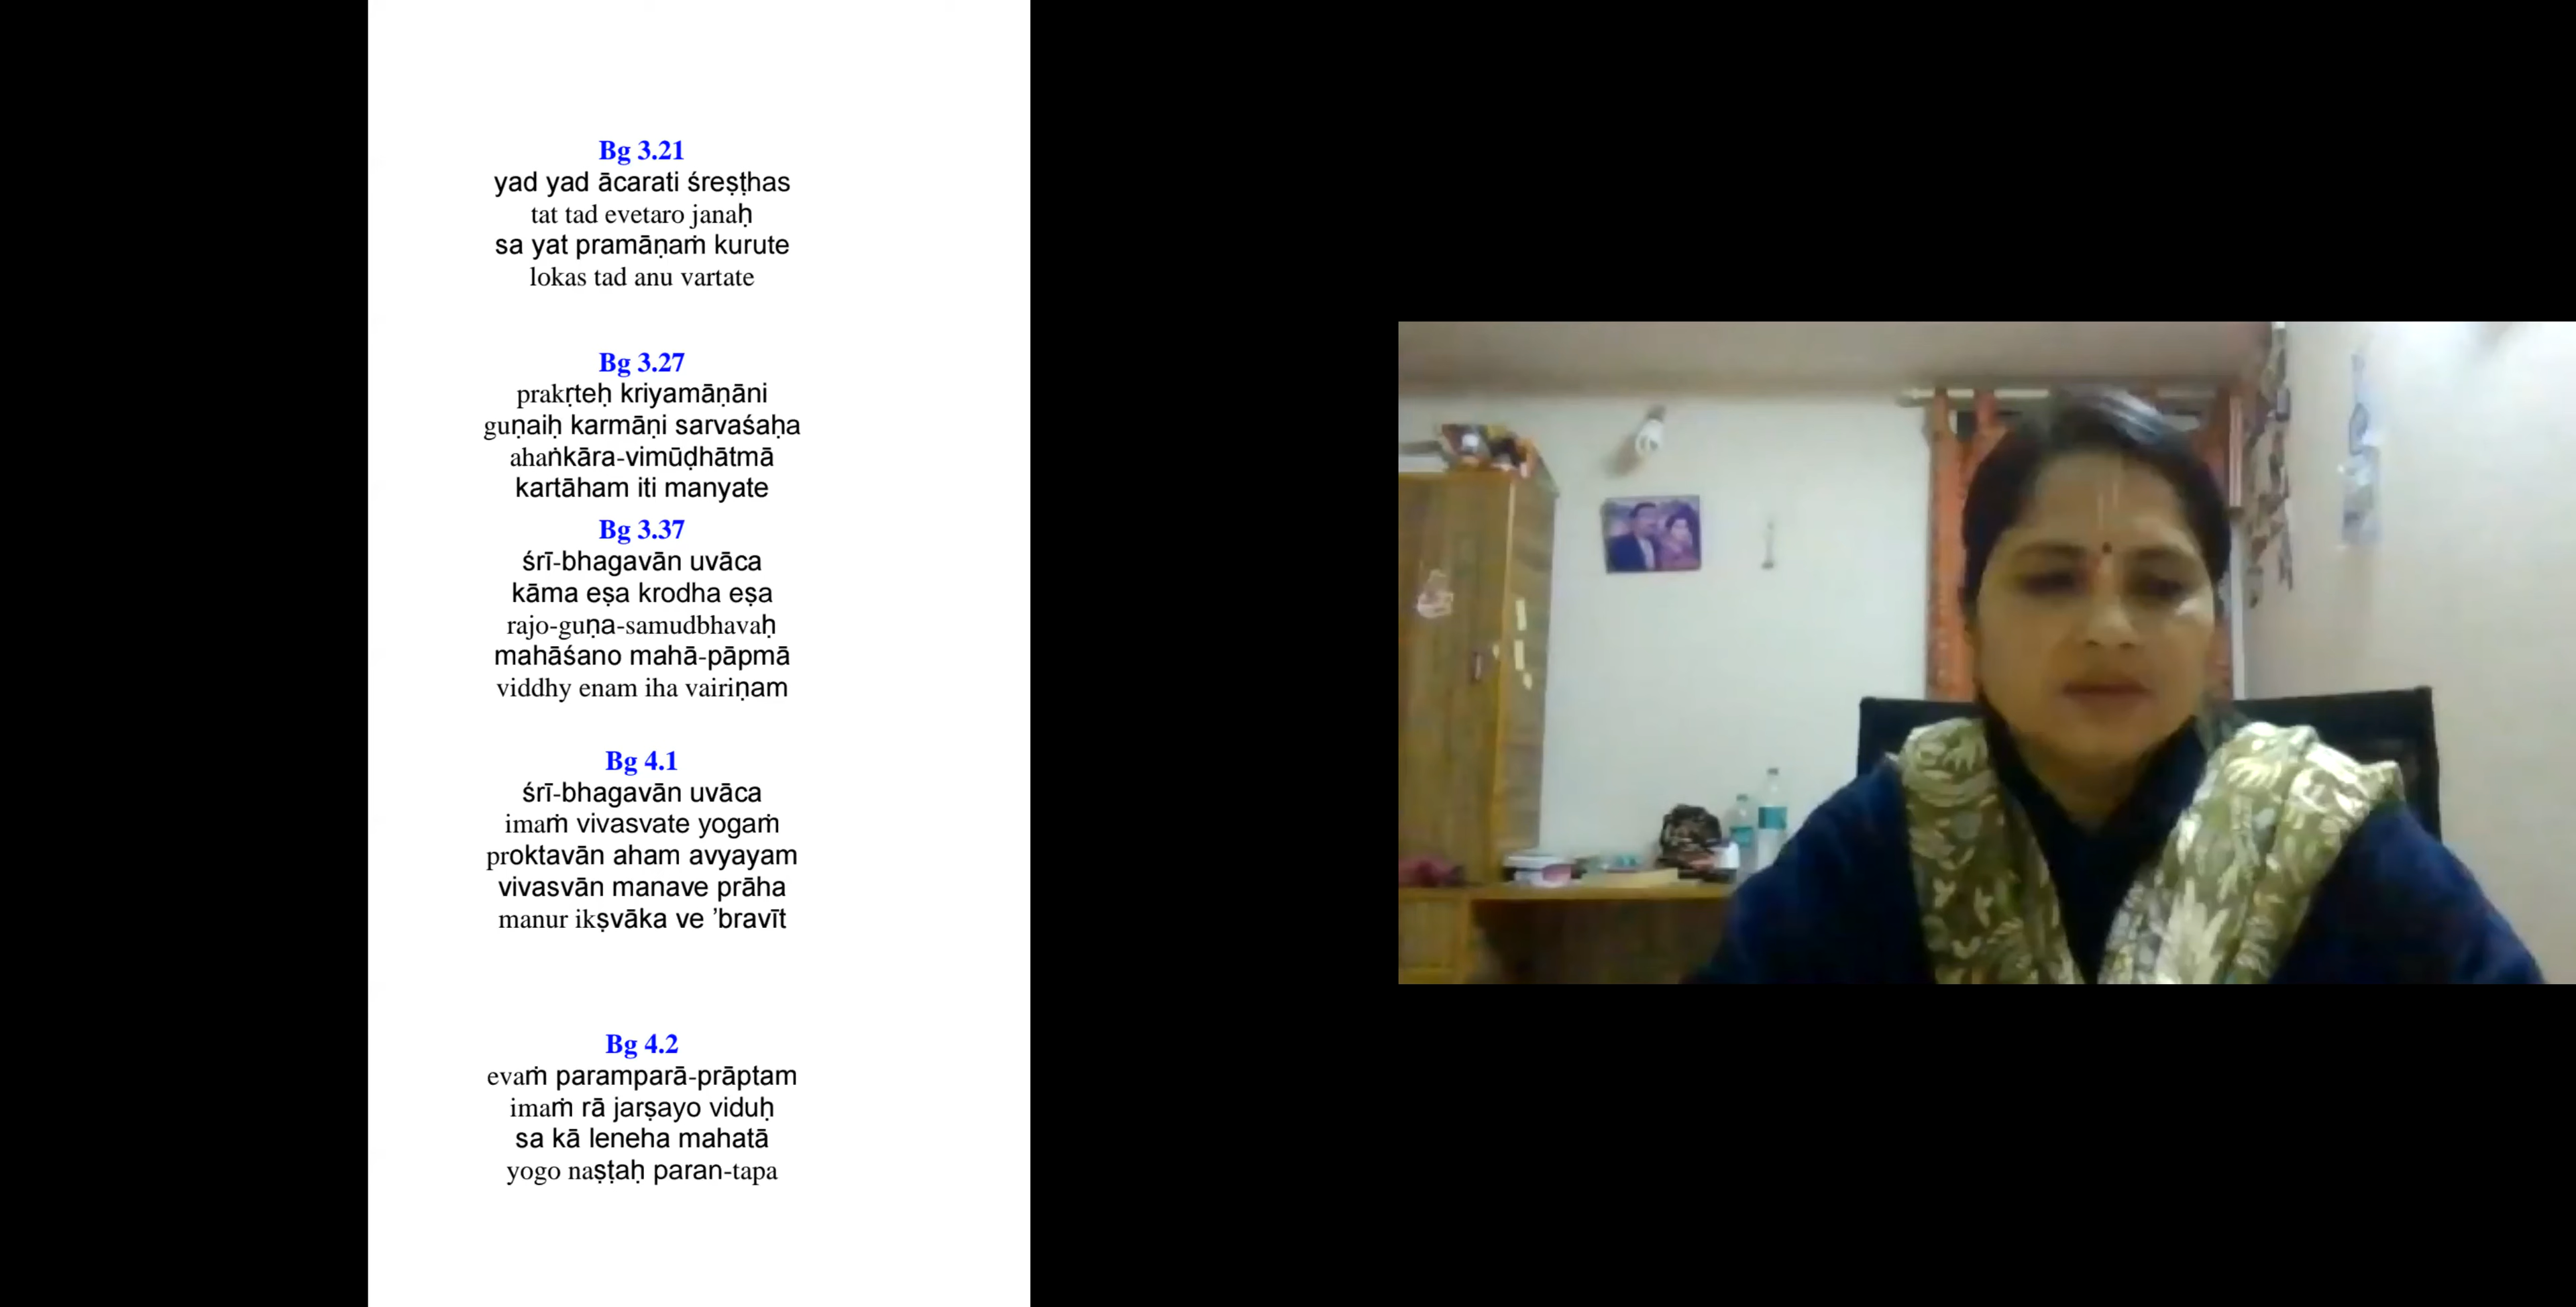 Bg 3.21
yad yad ācarati śreṣṭhas
tat tad evetaro janaḥ
sa yat pramāṇaṁ kurute
lokas tad anu vartate
Bg 3.27
prakṛteḥ kriyamāṇāni
guṇaiḥ karmāṇi sarvaśaḥa
ahaṅkāra-vimūḍhātmā
kartāham iti manyate
Bg 3.37
śrī-bhagavān uvāca
kāma eṣa krodha eṣa
rajo-guṇa-samudbhavaḥ
mahāśano mahā-pāpmā
viddhy enam iha vairiṇam
Bg 4.1
śrī-bhagavān uvāca
imaṁ vivasvate yogaṁ
proktavān aham avyayam
vivasvān manave prāha
manur ikṣvāka ve ’bravīt
Bg 4.2
evaṁ paramparā-prāptam
imaṁ rā jarṣayo viduḥ
sa kā leneha mahatā
yogo naṣṭaḥ paran-tapa